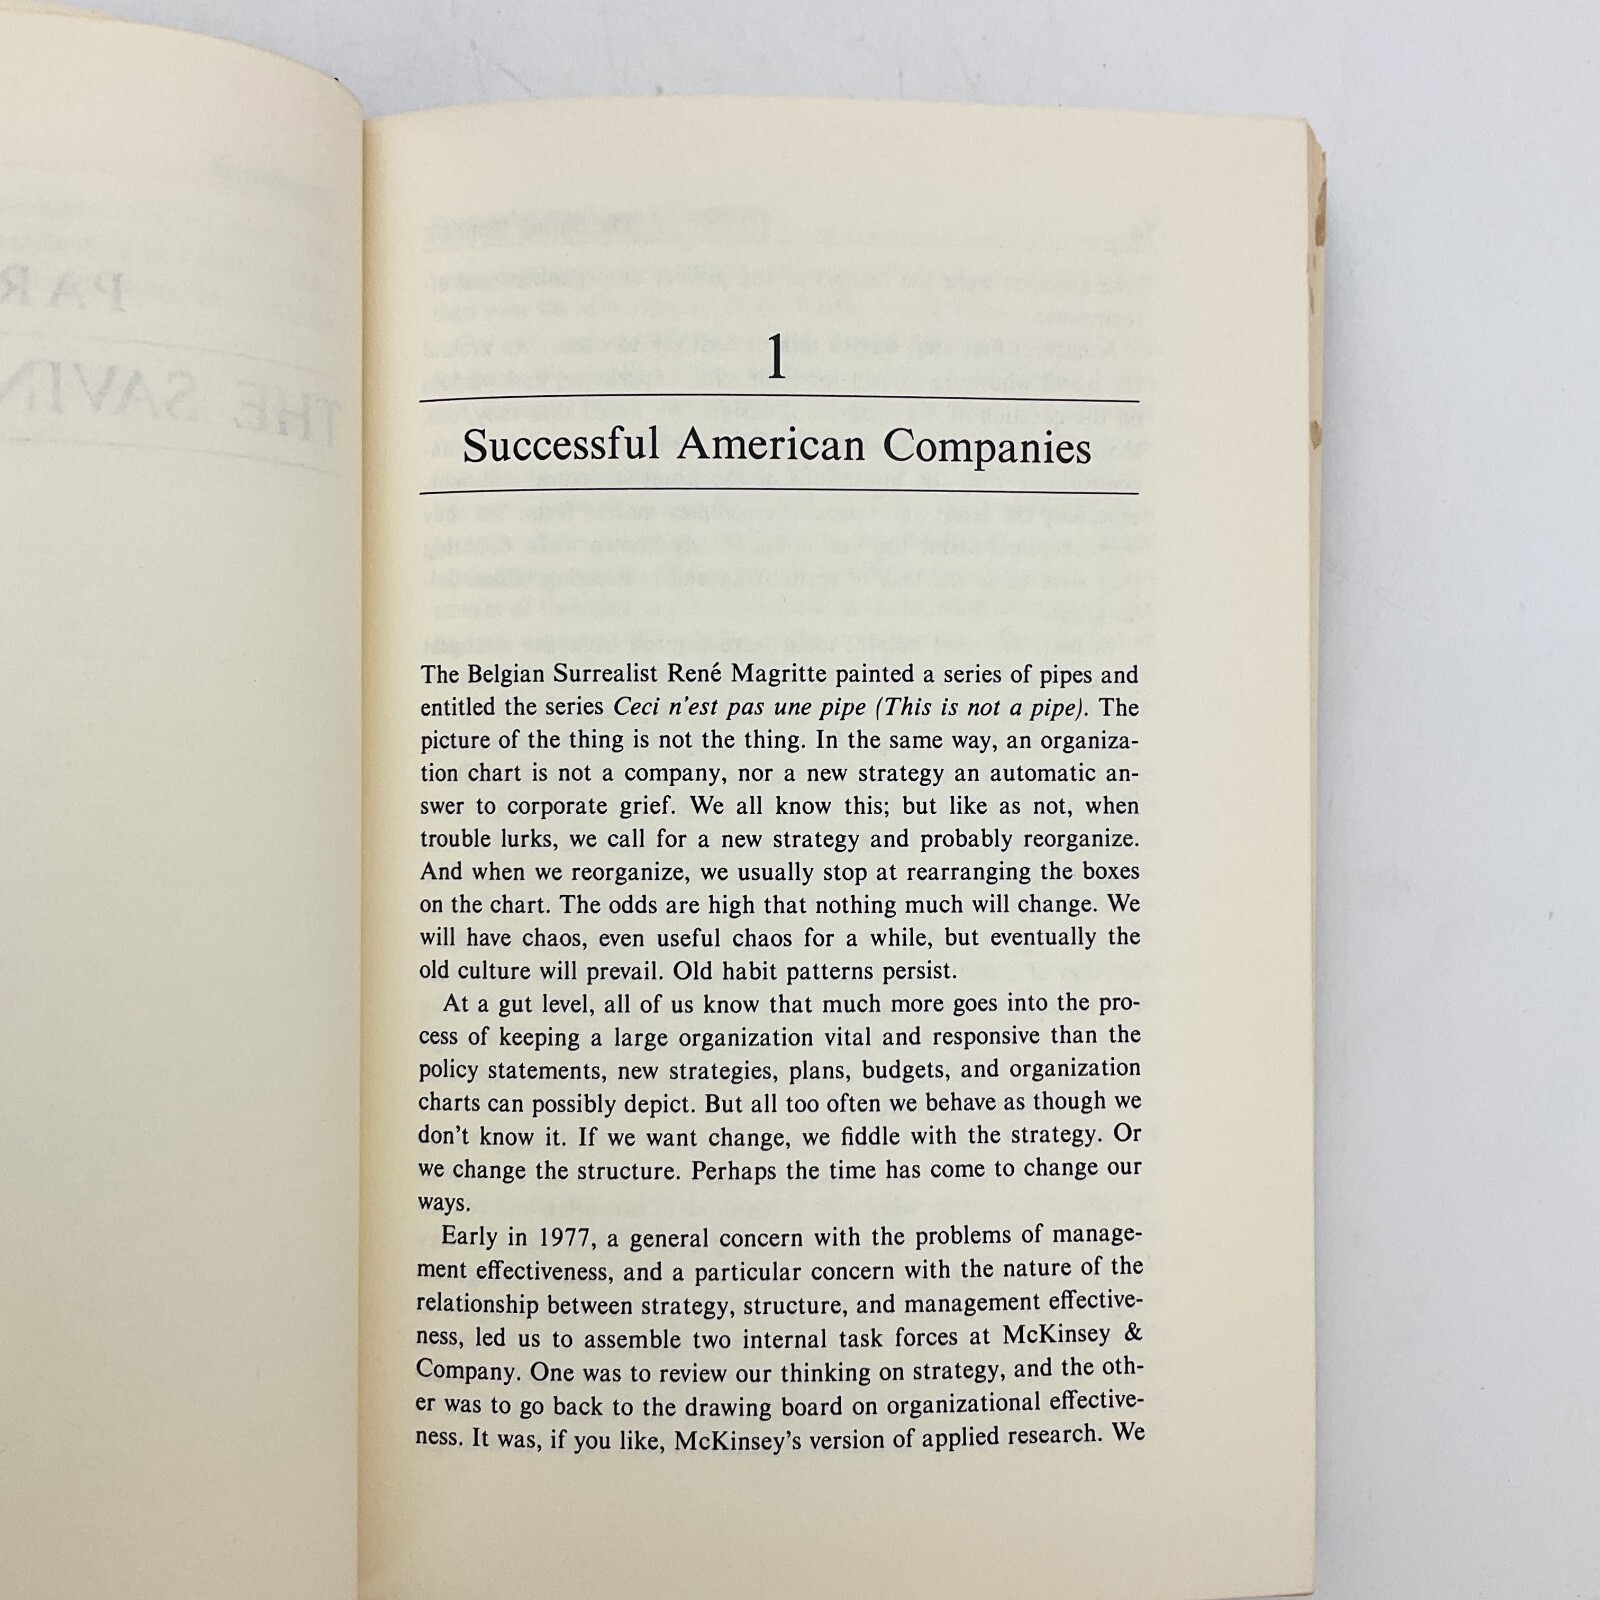 1
Successful American Companies
The Belgian Surrealist René Magritte painted a series of pipes and
entitled the series Ceci n'est pas une pipe (This is not a pipe). The
picture of the thing is not the thing. In the same way, an organiza-
tion chart is not a company, nor a new strategy an automatic an-
swer to corporate grief. We all know this; but like as not, when
trouble lurks, we call for a new strategy and probably reorganize.
And when we reorganize, we usually stop at rearranging the boxes
on the chart. The odds are high that nothing much will change. We
will have chaos, even useful chaos for a while, but eventually the
old culture will prevail. Old habit patterns persist.
At a gut level, all of us know that much more goes into the pro-
cess of keeping a large organization vital and responsive than the
policy statements, new strategies, plans, budgets, and organization
charts can possibly depict. But all too often we behave as though we
don't know it. If we want change, we fiddle with the strategy. Or
we change the structure. Perhaps the time has come to change our
ways.
Early in 1977, a general concern with the problems of manage-
ment effectiveness, and a particular concern with the nature of the
relationship between strategy, structure, and management effective-
ness, led us to assemble two internal task forces at McKinsey &
Company. One was to review our thinking on strategy, and the oth-
er was to go back to the drawing board on organizational effective-
ness. It was, if you like, McKinsey's version of applied research. We